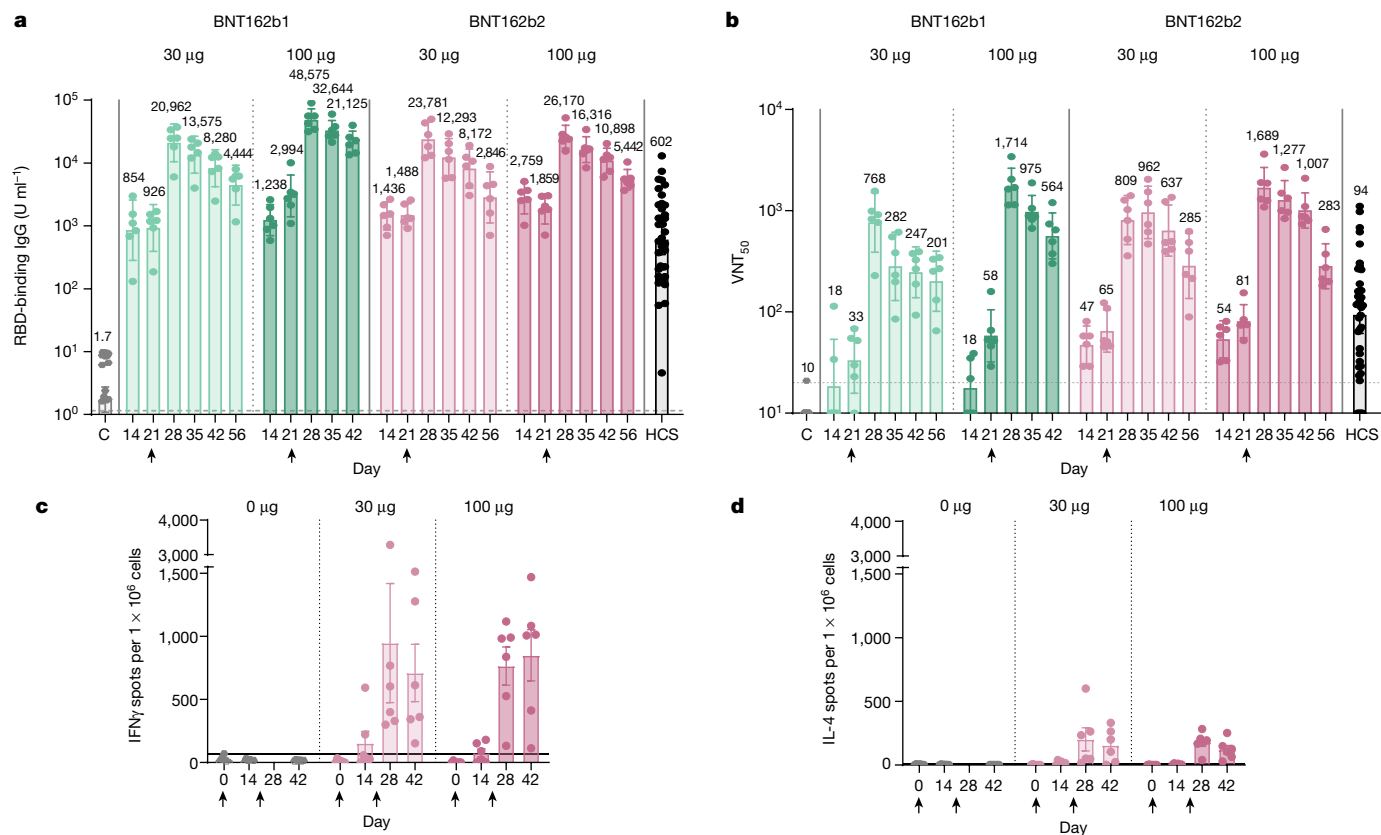 a
BNT162b1 BNT162b2
30 µg 100 µg 30 µg 100 µg
RBD-binding IgG (U ml⁻¹)
10⁵
10⁴
10³
10²
10¹
10⁰
1.7
854 926 20,962 13,575 8,280 4,444
1,238 2,994 48,575 32,644 21,125
1,436 1,488 23,781 12,293 8,172 2,846
2,759 1,859 26,170 16,316 10,898 5,442
602
C 14 21 28 35 42 56 14 21 28 35 42 14 21 28 35 42 56 14 21 28 35 42 56 HCS
Day
b
BNT162b1 BNT162b2
30 µg 100 µg 30 µg 100 µg
VNT₅₀
10⁴
10³
10²
10¹
10
18 33 768 282 247 201
18 58 1,714 975 564
47 65 809 962 637 285
54 81 1,689 1,277 1,007 283
94
C 14 21 28 35 42 56 14 21 28 35 42 14 21 28 35 42 56 14 21 28 35 42 56 HCS
Day
c
0 µg 30 µg 100 µg
IFNγ spots per 1 × 10⁶ cells
4,000
3,000
1,500
1,000
500
0
0 14 28 42 0 14 28 42 0 14 28 42
Day
d
0 µg 30 µg 100 µg
IL-4 spots per 1 × 10⁶ cells
4,000
3,000
1,500
1,000
500
0
0 14 28 42 0 14 28 42 0 14 28 42
Day